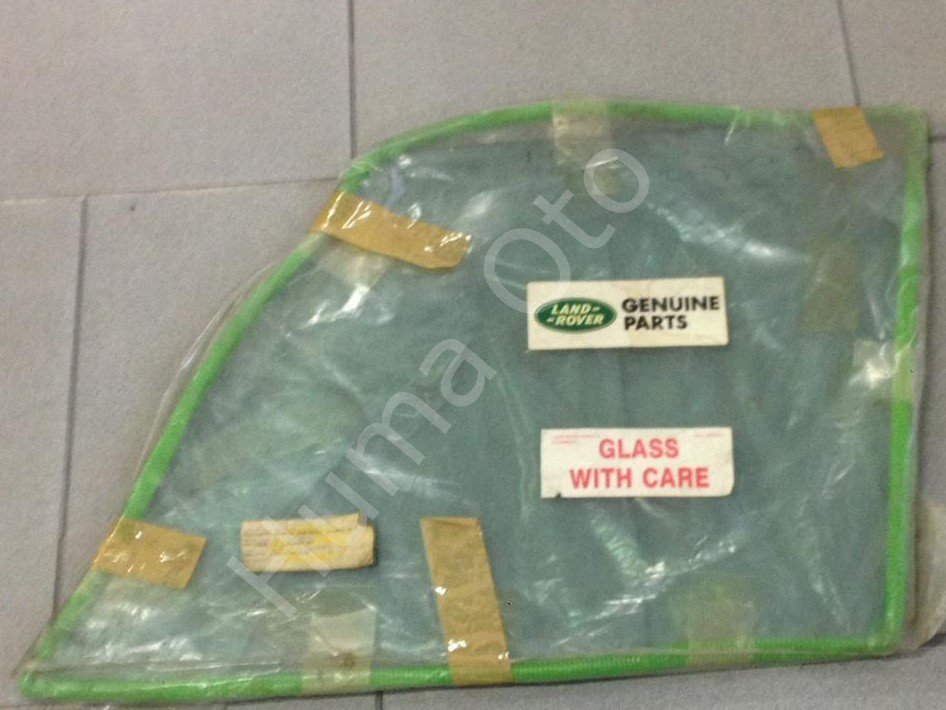 LAND-
-ROVER
GENUINE
PARTS
GLASS
WITH CARE
Huma Oto